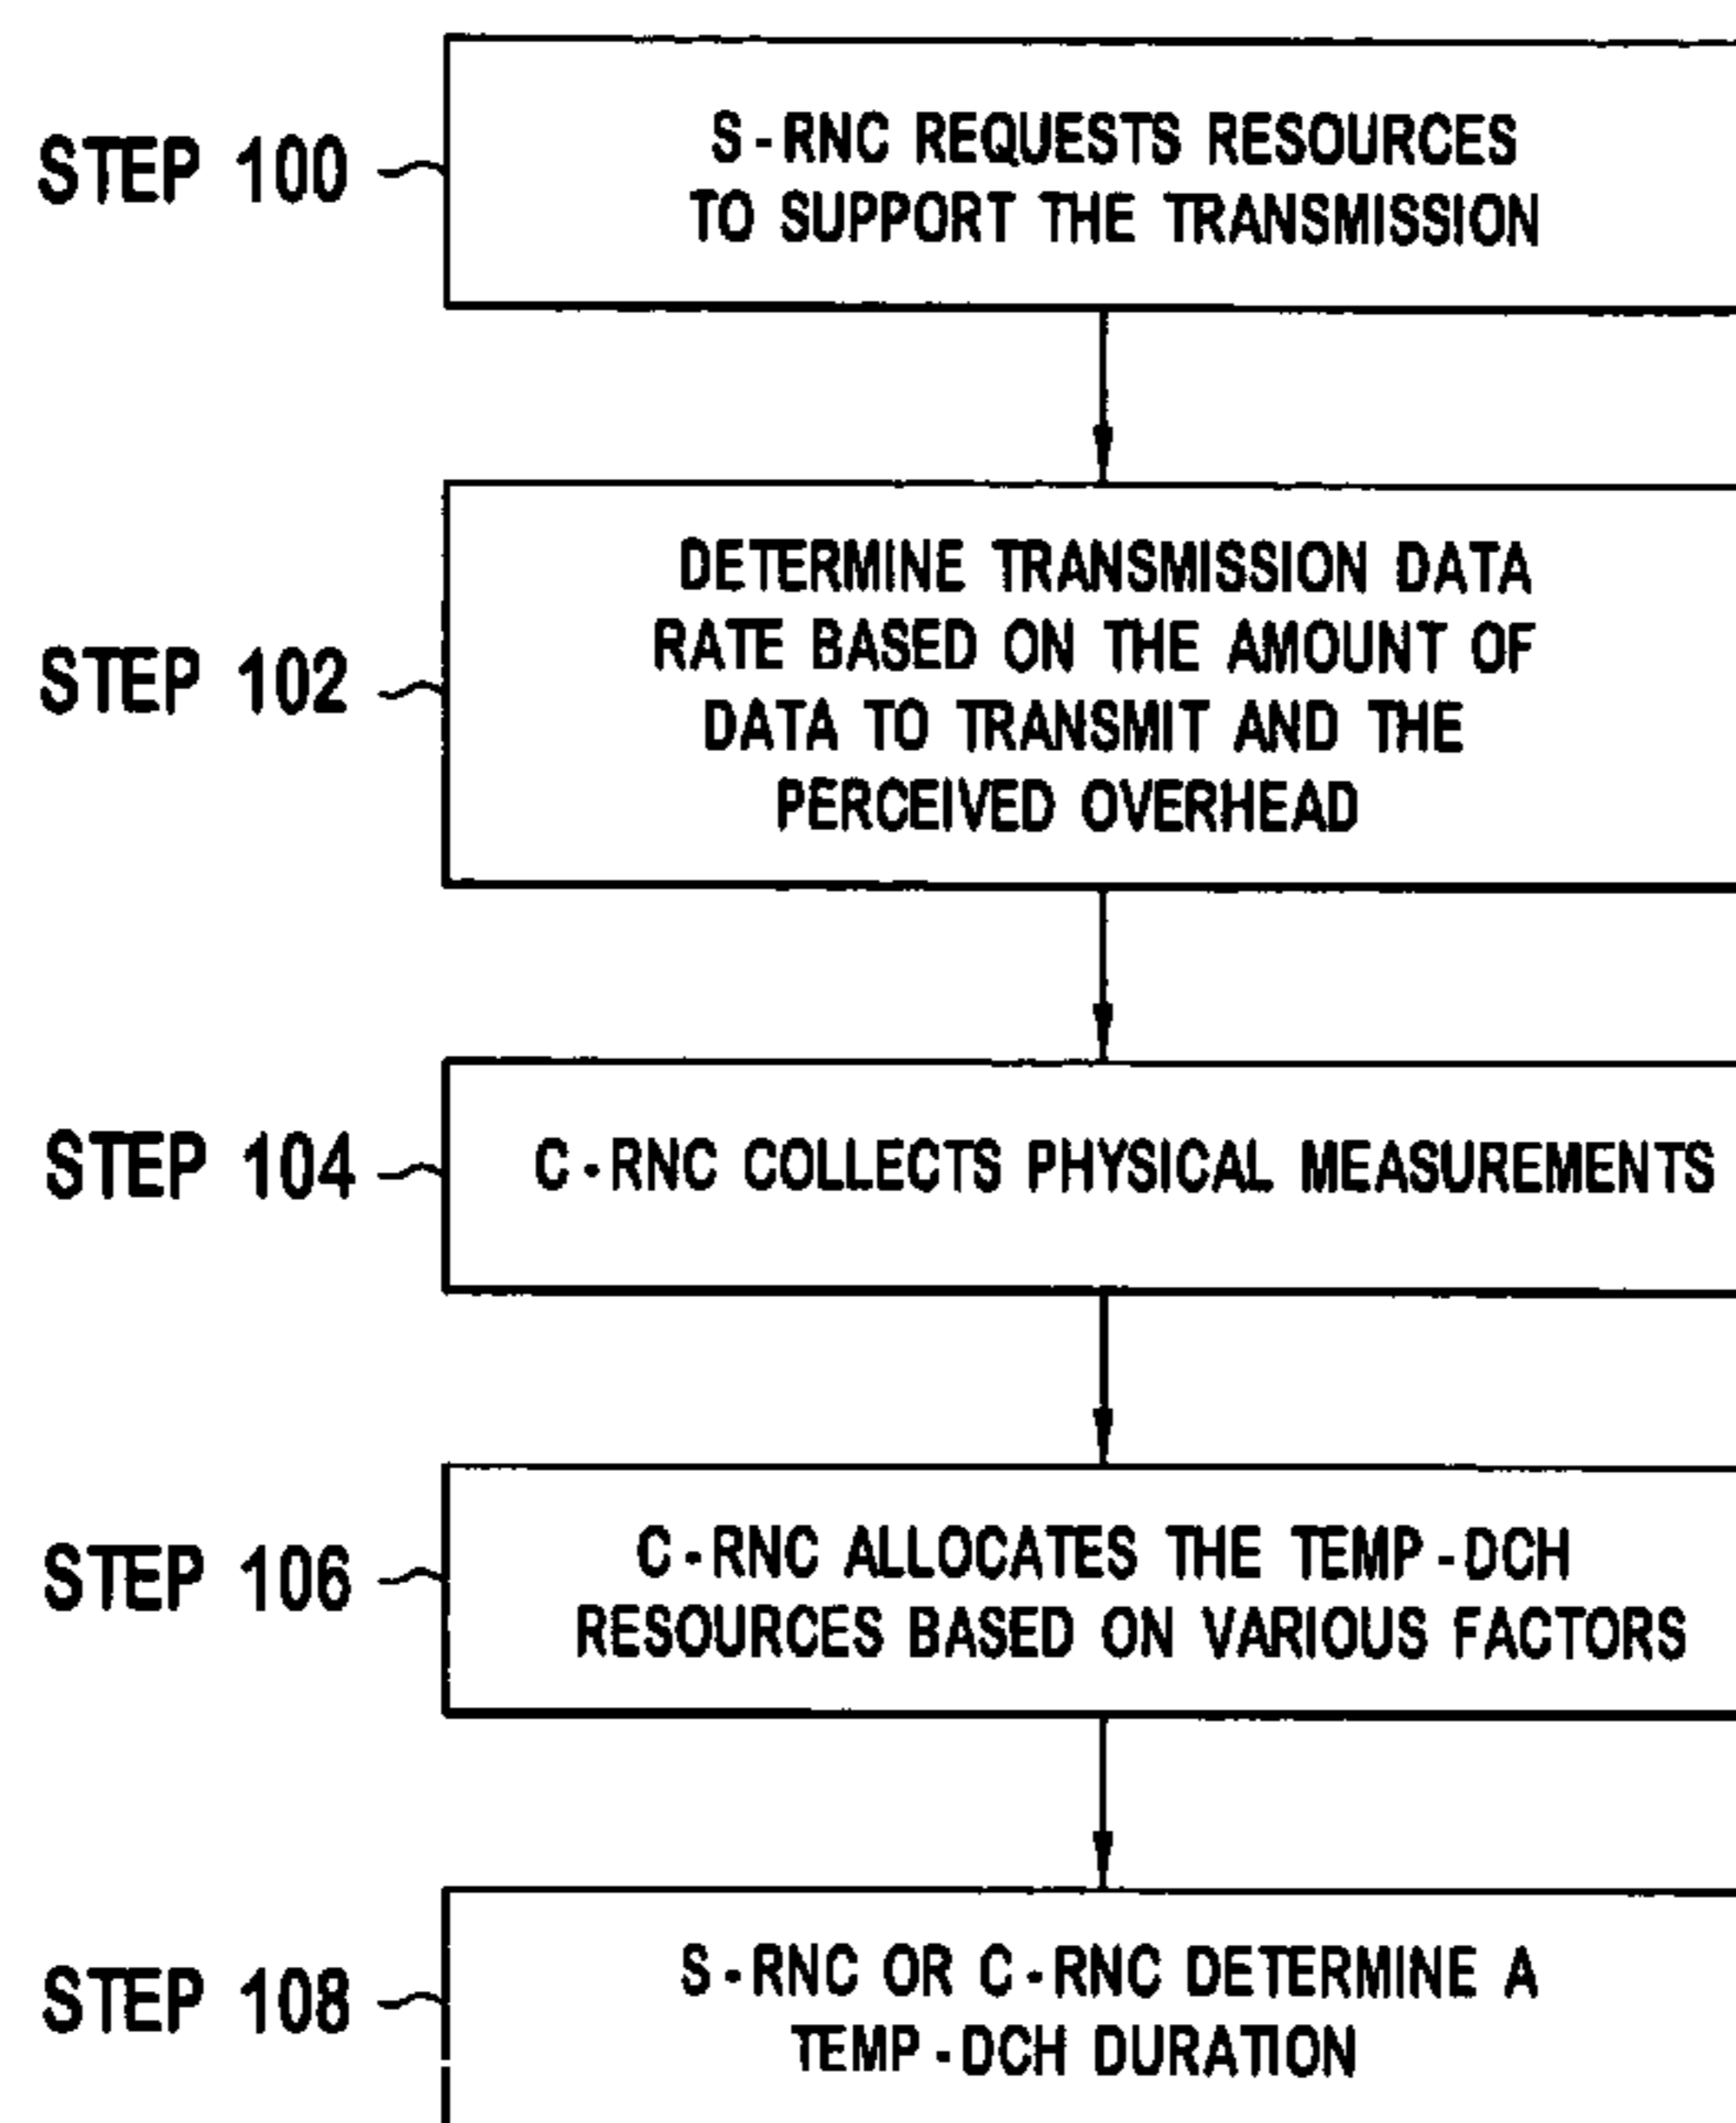 STEP 100
S-RNC REQUESTS RESOURCES
TO SUPPORT THE TRANSMISSION
STEP 102
DETERMINE TRANSMISSION DATA
RATE BASED ON THE AMOUNT OF
DATA TO TRANSMIT AND THE
PERCEIVED OVERHEAD
STEP 104
C-RNC COLLECTS PHYSICAL MEASUREMENTS
STEP 106
C-RNC ALLOCATES THE TEMP-DCH
RESOURCES BASED ON VARIOUS FACTORS
STEP 108
S-RNC OR C-RNC DETERMINE A
TEMP-DCH DURATION